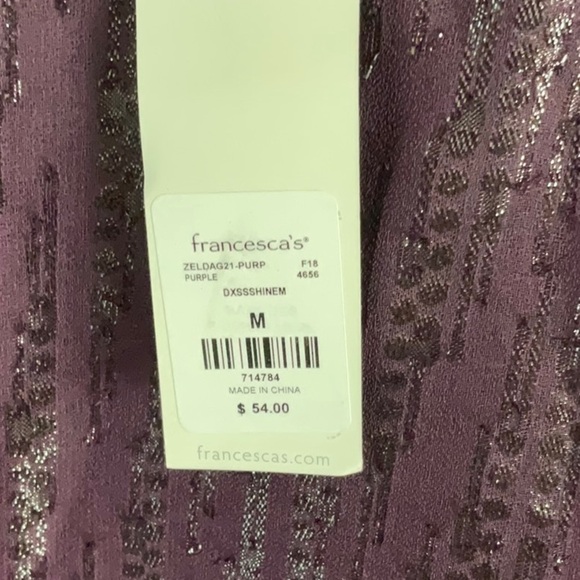 francesca's®
ZELDAG21-PURP F18
PURPLE 4656
DXSSSHINEM
M
714784
MADE IN CHINA
$ 54.00
francescas.com